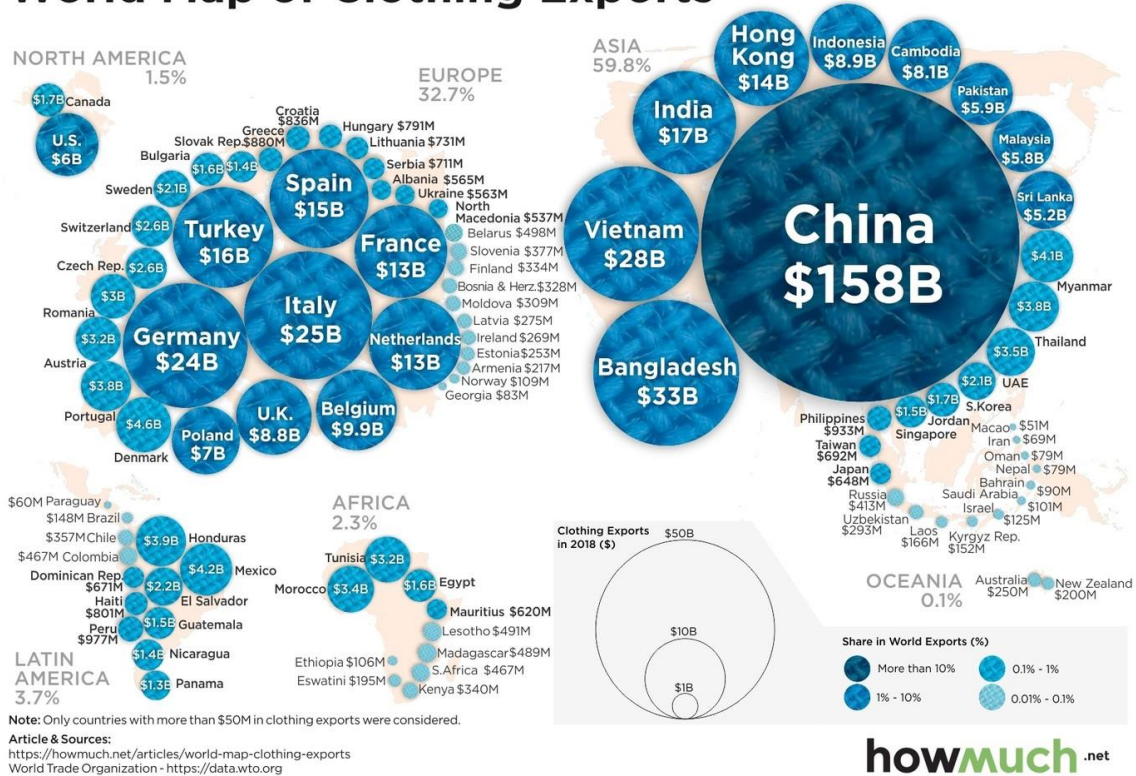 World Map of Clothing Exports
NORTH AMERICA
1.5%
$1.7B Canada
U.S.
$6B
EUROPE
32.7%
Croatia
$836M
Greece
$880M
Slovak Rep.
Bulgaria
$1.6B
$1.4B
Hungary $791M
Lithuania $731M
Serbia $711M
Albania $565M
Ukraine $563M
North
Macedonia $537M
Belarus $498M
Slovenia $377M
Finland $334M
Bosnia & Herz.$328M
Moldova $309M
Latvia $275M
Ireland $269M
Estonia $253M
Armenia $217M
Norway $109M
Georgia $83M
Sweden $2.1B
Switzerland $2.6B
Czech Rep. $2.6B
$3B
Romania
$3.2B
Austria
$3.8B
Portugal
$4.6B
Denmark
Spain
$15B
Turkey
$16B
France
$13B
Italy
$25B
Germany
$24B
Netherlands
$13B
Poland
$7B
U.K.
$8.8B
Belgium
$9.9B
ASIA
59.8%
Hong
Kong
$14B
Indonesia
$8.9B
Cambodia
$8.1B
Pakistan
$5.9B
Malaysia
$5.8B
Sri Lanka
$5.2B
$4.1B
Myanmar
$3.8B
Thailand
$3.5B
UAE
$2.1B
S.Korea
$1.7B
Jordan
$1.5B
Singapore
India
$17B
Vietnam
$28B
China
$158B
Bangladesh
$33B
Philippines
$933M
Taiwan
$692M
Japan
$648M
Russia
$413M
Uzbekistan
$293M
Laos
$166M
Kyrgyz Rep.
$152M
Israel
$125M
Saudi Arabia
$101M
Bahrain
$90M
Nepal $79M
Oman $79M
Iran $69M
Macao $51M
$60M Paraguay
$148M Brazil
$357M Chile
$467M Colombia
Dominican Rep.
$671M
Haiti
$801M
Peru
$977M
$3.9B Honduras
$4.2B Mexico
$2.2B
El Salvador
$1.5B Guatemala
$1.4B Nicaragua
$1.3B Panama
LATIN
AMERICA
3.7%
AFRICA
2.3%
Tunisia $3.2B
Morocco $3.4B
$1.6B Egypt
Mauritius $620M
Lesotho $491M
Madagascar $489M
S.Africa $467M
Kenya $340M
Ethiopia $106M
Eswatini $195M
Clothing Exports
in 2018 ($)
$50B
$10B
$1B
OCEANIA
0.1%
Australia
$250M
New Zealand
$200M
Share in World Exports (%)
More than 10%
1% - 10%
0.1% - 1%
0.01% - 0.1%
Note: Only countries with more than $50M in clothing exports were considered.
Article & Sources:
https://howmuch.net/articles/world-map-clothing-exports
World Trade Organization - https://data.wto.org
howmuch.net